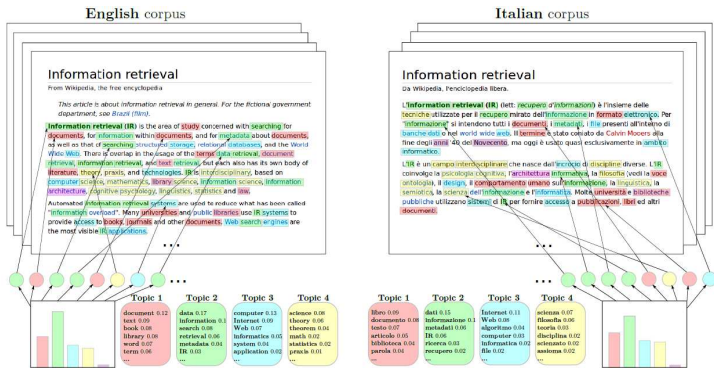 English corpus
Information retrieval
From Wikipedia, the free encyclopedia
This article is about information retrieval in general. For the fictional government
department, see Brazil (film).
Information retrieval (IR) is the area of study concerned with searching for
documents, for information within documents, and for metadata about documents,
as well as that of searching structured storage, relational databases, and the World
Wide Web. There is overlap in the usage of the terms data retrieval, document
retrieval, information retrieval, and text retrieval, but each also has its own body of
literature, theory, praxis, and technologies. IR is interdisciplinary, based on
computer science, mathematics, library science, information science, information
architecture, cognitive psychology, linguistics, statistics and law.
Automated information retrieval systems are used to reduce what has been called
"information overload". Many universities and public libraries use IR systems to
provide access to books, journals and other documents. Web search engines are
the most visible IR applications.
...
...
Topic 1
document 0.12
text 0.09
book 0.08
library 0.08
word 0.07
term 0.06
...
Topic 2
data 0.17
information 0.1
search 0.08
retrieval 0.06
metadata 0.04
IR 0.03
...
Topic 3
computer 0.13
Internet 0.09
Web 0.07
informatics 0.05
system 0.04
application 0.02
...
Topic 4
science 0.08
theory 0.06
theorem 0.04
math 0.02
statistics 0.02
praxis 0.01
...
Italian corpus
Information retrieval
Da Wikipedia, l'enciclopedia libera.
L'Information retrieval (IR) (lett: recupero d'informazioni) è l'insieme delle
tecniche utilizzate per il recupero mirato dell'informazione in formato elettronico. Per
"informazione" si intendono tutti i documenti, i metadati, i file presenti all'interno di
banche dati o nel world wide web. Il termine è stato coniato da Calvin Mooers alla
fine degli anni '40 del Novecento, ma oggi è usato quasi esclusivamente in ambito
informatico.
L'IR è un campo interdisciplinare che nasce dall'incrocio di discipline diverse. L'IR
coinvolge la psicologia cognitiva, l'architettura informativa, la filosofia (vedi la voce
ontologia), il design, il comportamento umano sull'informazione, la linguistica, la
semiotica, la scienza dell'informazione e l'informatica. Molte università e biblioteche
pubbliche utilizzano sistemi di IR per fornire accesso a pubblicazioni, libri ed altri
documenti.
...
...
Topic 1
libro 0.09
documento 0.08
testo 0.07
articolo 0.05
biblioteca 0.04
parola 0.04
...
Topic 2
dati 0.15
informazione 0.1
metadati 0.06
IR 0.06
ricerca 0.03
recupero 0.02
...
Topic 3
Internet 0.11
Web 0.08
algoritmo 0.04
computer 0.03
informatica 0.02
file 0.02
...
Topic 4
scienza 0.07
filosofia 0.06
teoria 0.03
disciplina 0.02
scienziato 0.02
assioma 0.02
...